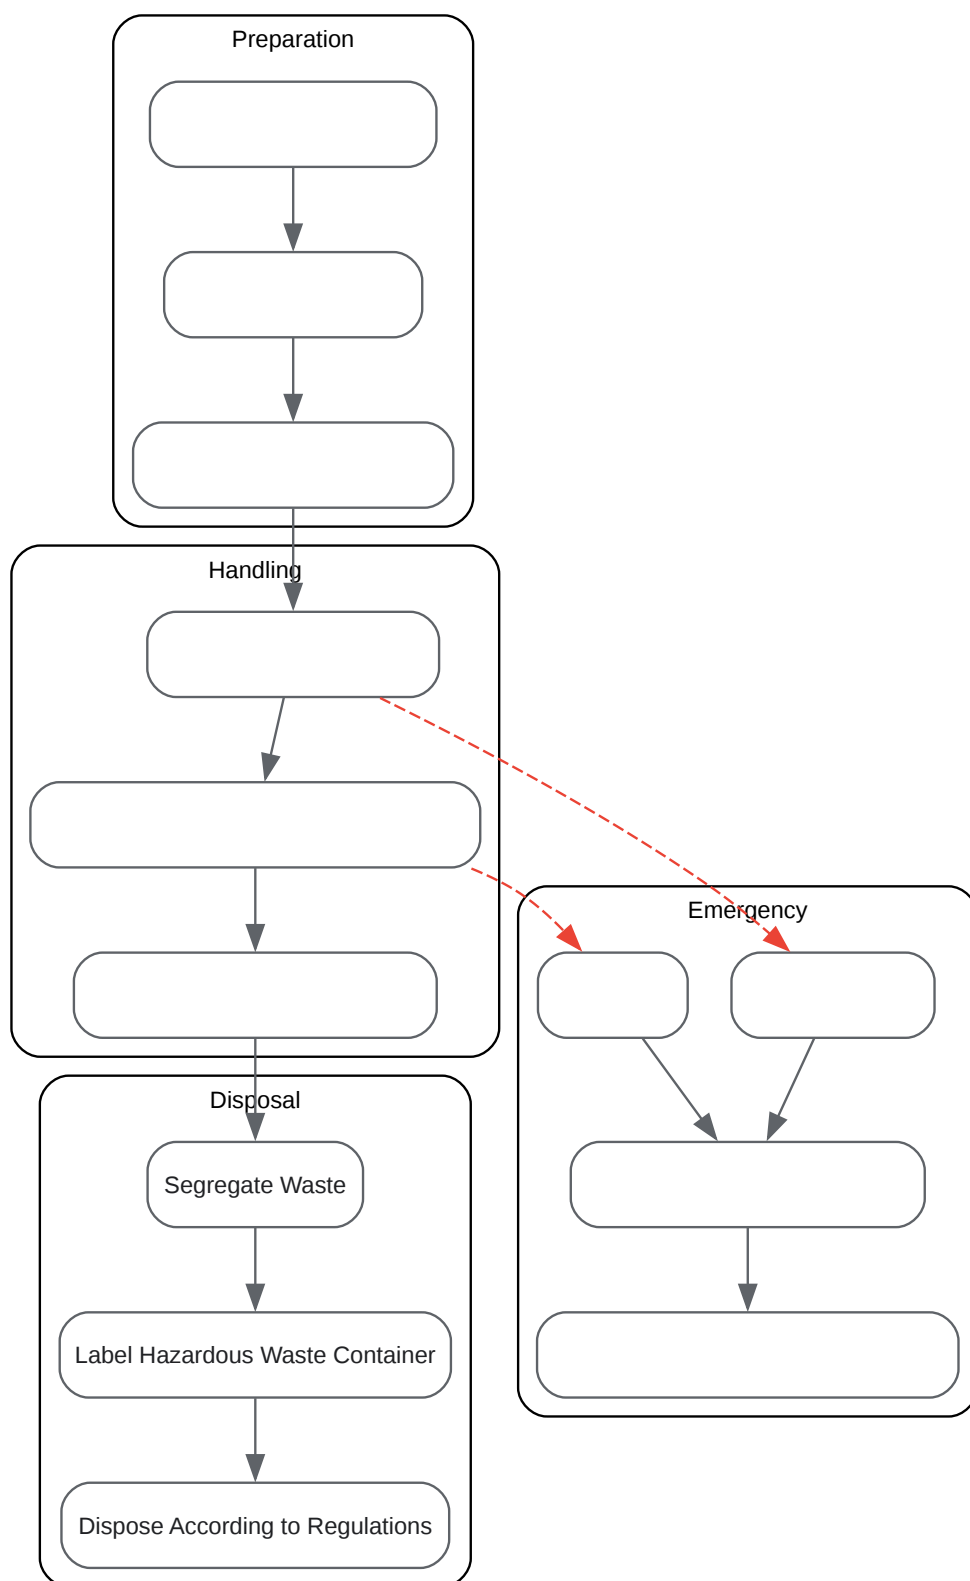 Preparation
Handling
Emergency
Disposal
Segregate Waste
Label Hazardous Waste Container
Dispose According to Regulations